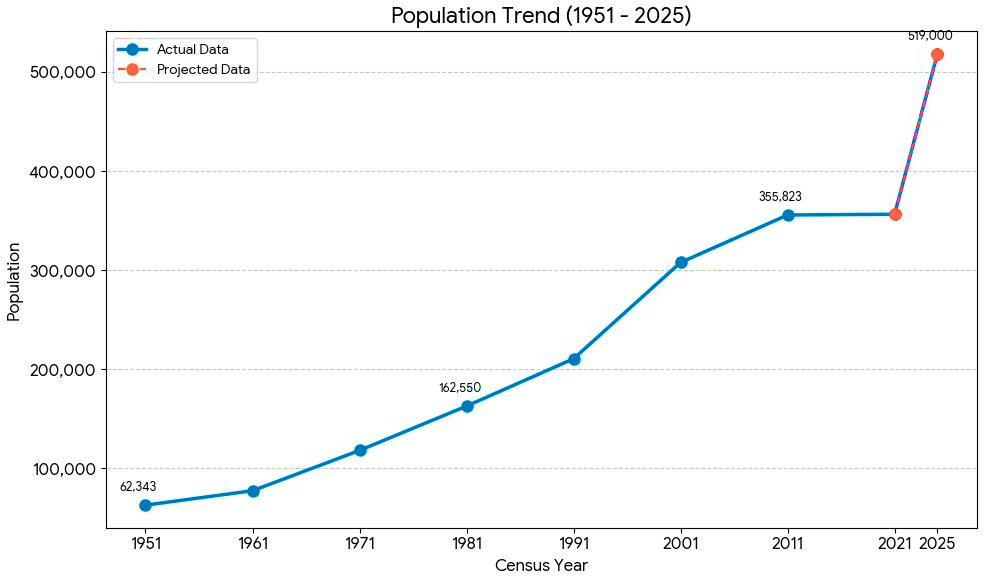 Population Trend (1951 - 2025)
Actual Data
Projected Data
519,000
500,000
400,000
355,823
300,000
200,000
162,550
100,000
62,343
Population
1951 1961 1971 1981 1991 2001 2011 2021 2025
Census Year